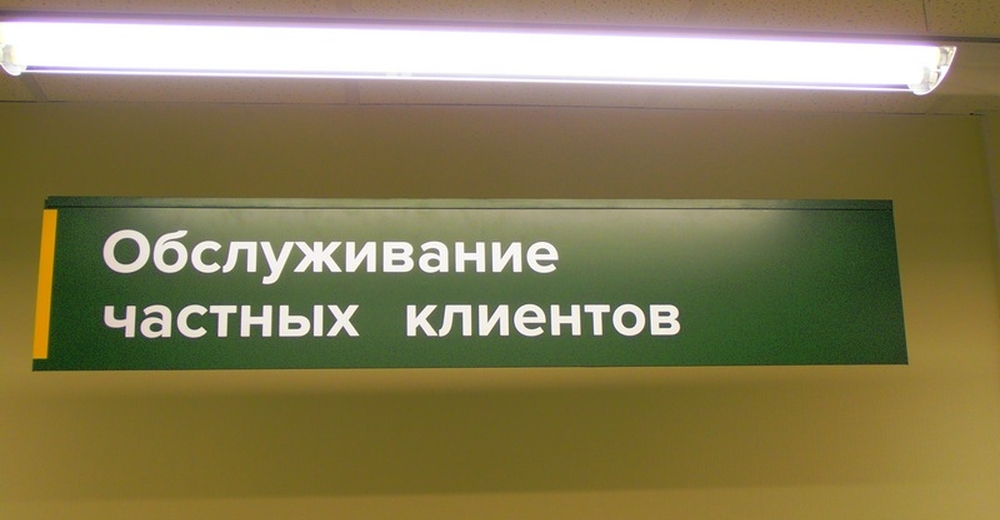 Обслуживание
частных клиентов